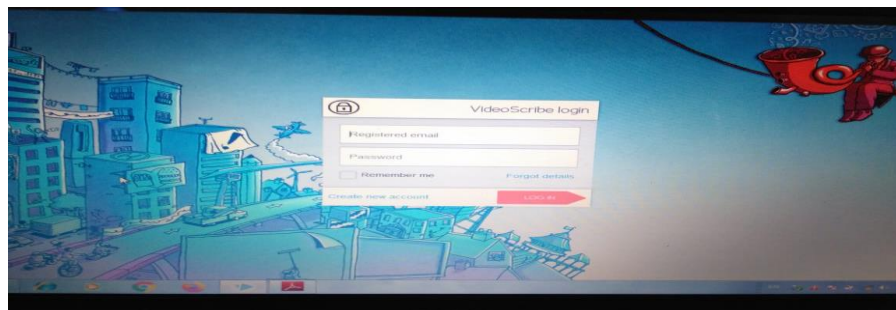 VideoScribe login
Registered email
Password
Remember me
Forgot details
Create new account
LOG IN